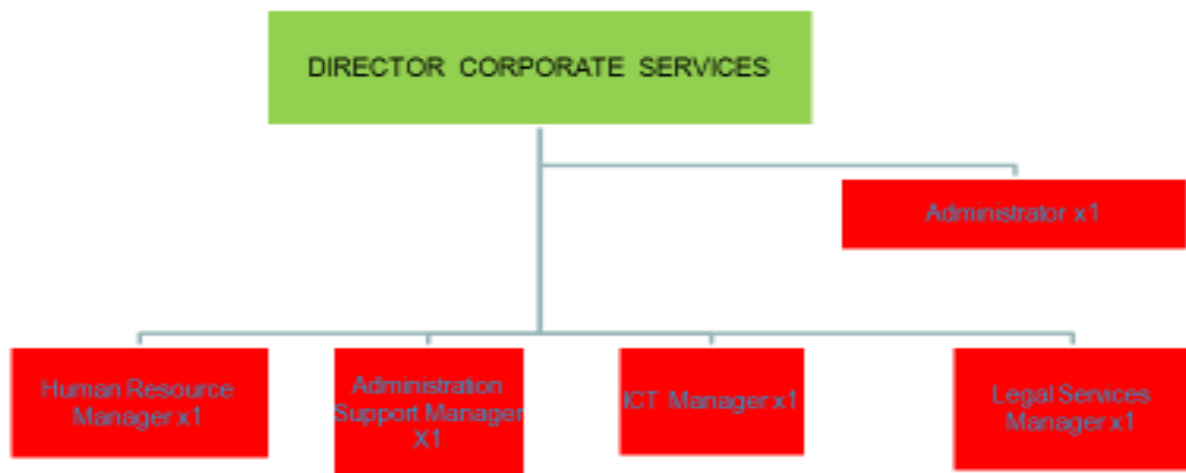 DIRECTOR CORPORATE SERVICES
Administrator x1
Human Resource
Manager x1
Administration
Support Manager
X1
ICT Manager x1
Legal Services
Manager x1